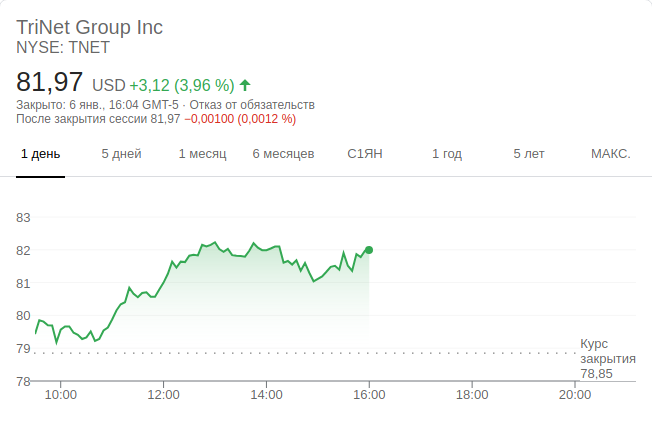 TriNet Group Inc
NYSE: TNET
81,97 USD +3,12 (3,96 %)
Закрыто: 6 янв., 16:04 GMT-5 · Отказ от обязательств
После закрытия сессии 81,97 −0,00100 (0,0012 %)
1 день 5 дней 1 месяц 6 месяцев С1ЯН 1 год 5 лет МАКС.
83
82
81
80
79
Курс
закрытия
78,85
78
10:00 12:00 14:00 16:00 18:00 20:00